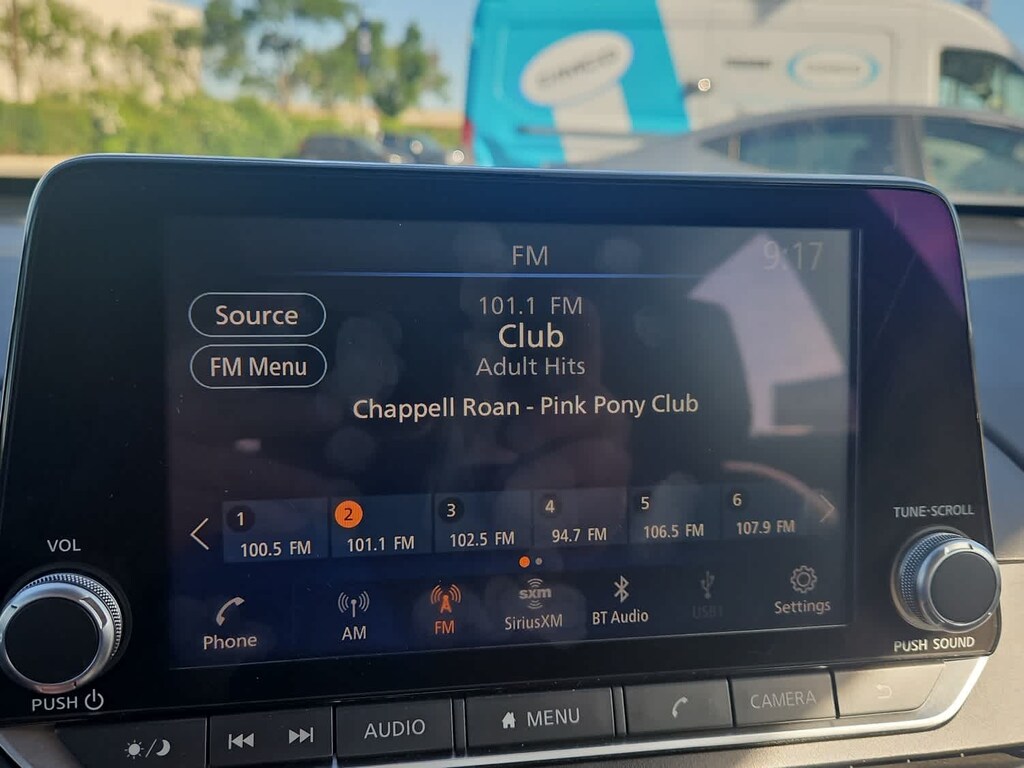 FM
9:17
Source
FM Menu
101.1 FM
Club
Adult Hits
Chappell Roan - Pink Pony Club
1
100.5 FM
2
101.1 FM
3
102.5 FM
4
94.7 FM
5
106.5 FM
6
107.9 FM
VOL
TUNE·SCROLL
Phone
AM
FM
sxm
SiriusXM
BT Audio
USB1
Settings
PUSH
PUSH SOUND
AUDIO
MENU
CAMERA